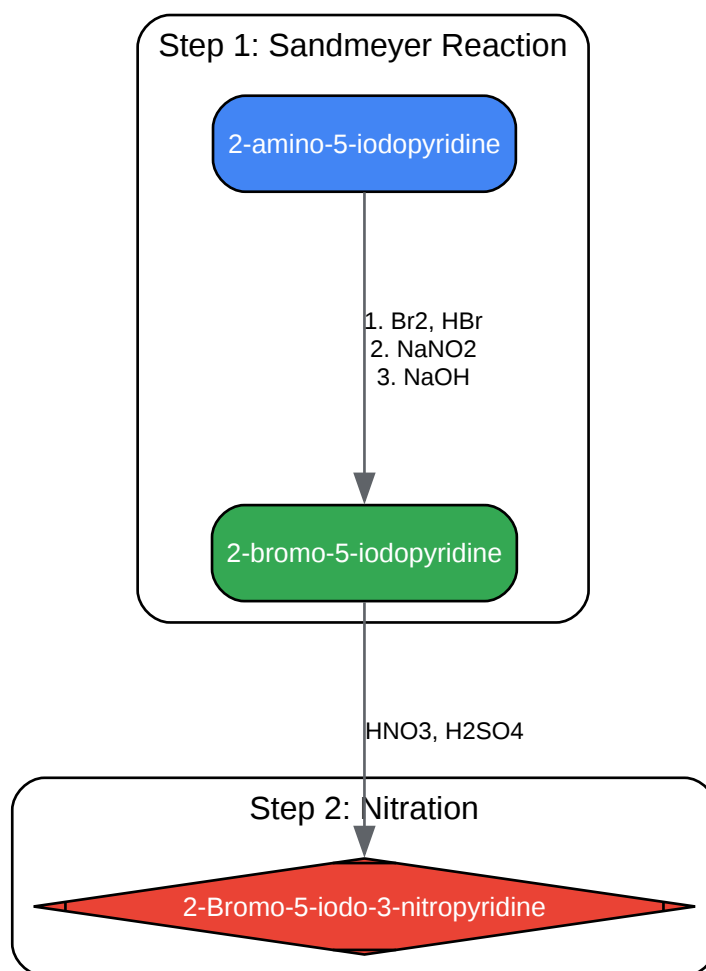 Step 1: Sandmeyer Reaction
2-amino-5-iodopyridine
1. Br2, HBr
2. NaNO2
3. NaOH
2-bromo-5-iodopyridine
HNO3, H2SO4
Step 2: Nitration
2-Bromo-5-iodo-3-nitropyridine